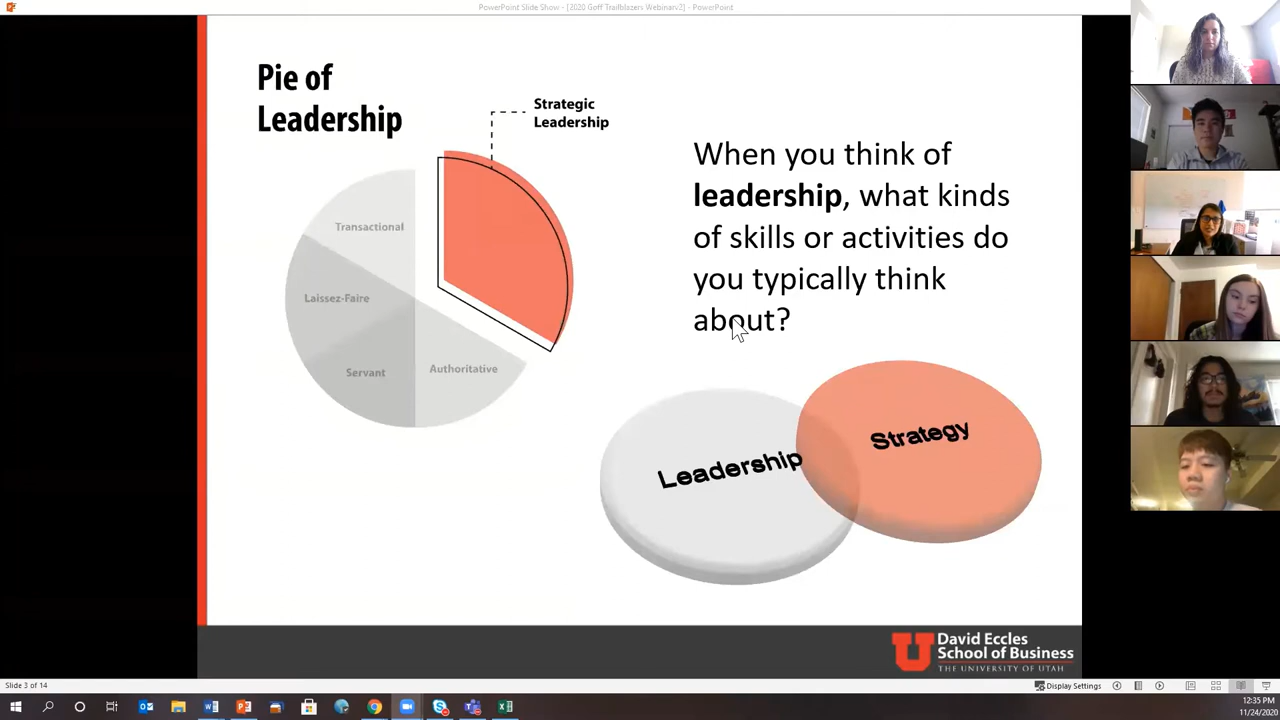 PowerPoint Slide Show - [2020 Goff Trailblazers Webinarv2] - PowerPoint
Pie of
Leadership
Strategic
Leadership
Transactional
Laissez-Faire
Servant
Authoritative
When you think of
leadership, what kinds
of skills or activities do
you typically think
about?
Leadership
Strategy
U
David Eccles
School of Business
THE UNIVERSITY OF UTAH
Slide 3 of 14
Display Settings
12:35 PM
11/24/2020